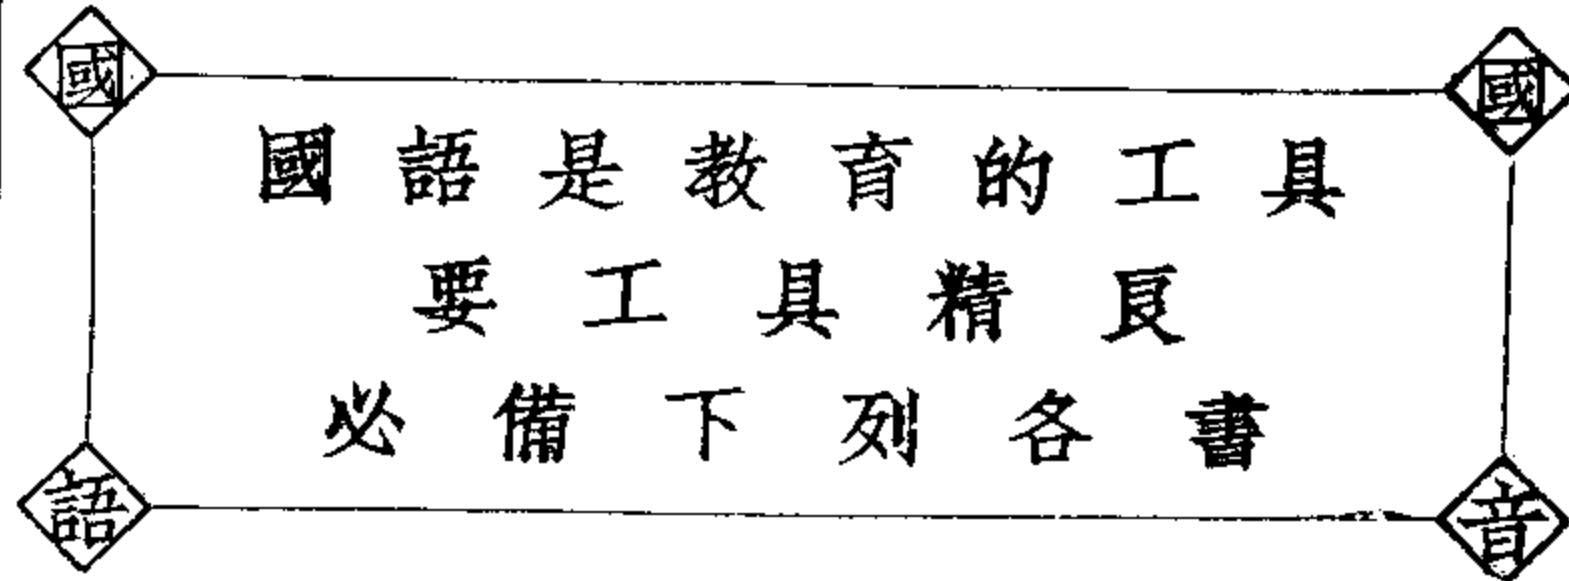 國 國
國語是教育的工具
要工具精良
必備下列各書
語 音